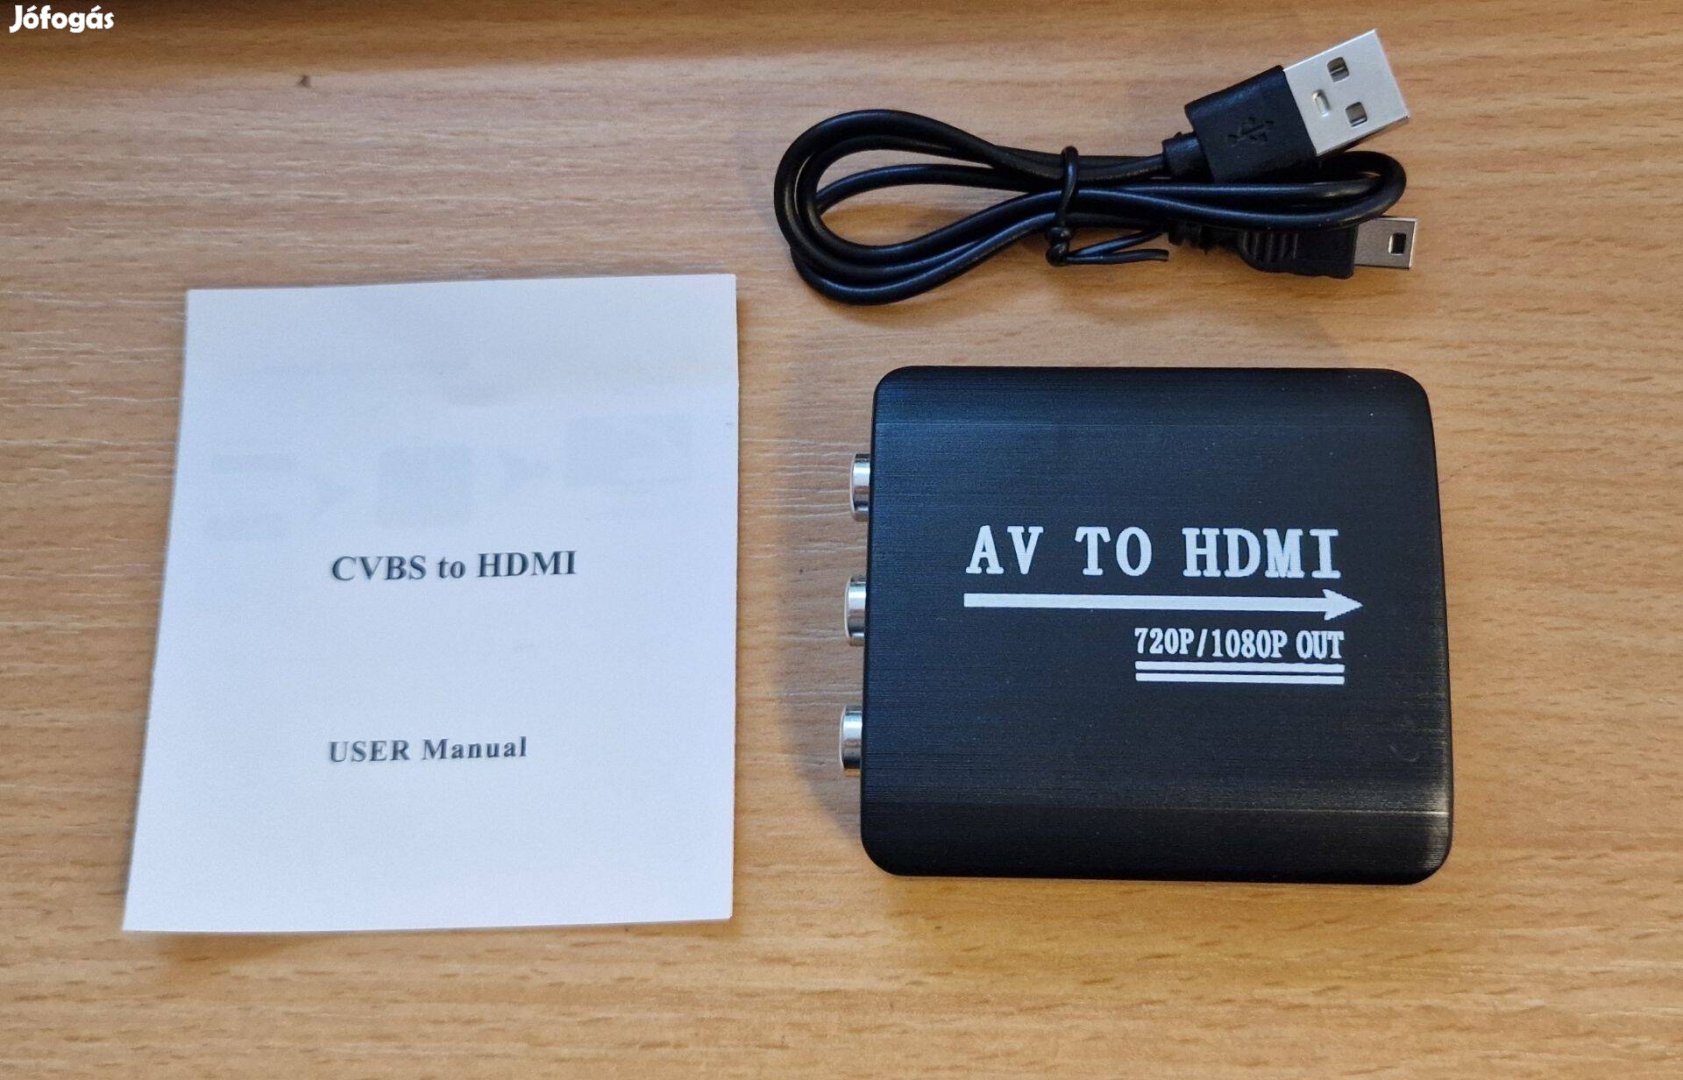 Jófogás
CVBS to HDMI
USER Manual
AV TO HDMI
720P/1080P OUT